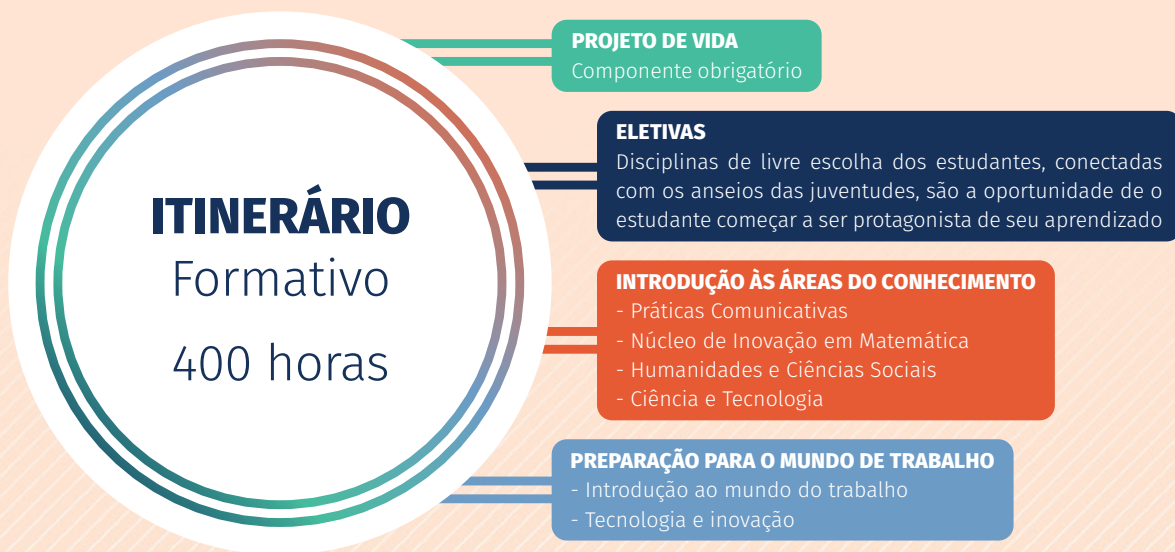 ITINERÁRIO
Formativo
400 horas
PROJETO DE VIDA
Componente obrigatório
ELETIVAS
Disciplinas de livre escolha dos estudantes, conectadas
com os anseios das juventudes, são a oportunidade de o
estudante começar a ser protagonista de seu aprendizado
INTRODUÇÃO ÀS ÁREAS DO CONHECIMENTO
- Práticas Comunicativas
- Núcleo de Inovação em Matemática
- Humanidades e Ciências Sociais
- Ciência e Tecnologia
PREPARAÇÃO PARA O MUNDO DE TRABALHO
- Introdução ao mundo do trabalho
- Tecnologia e inovação